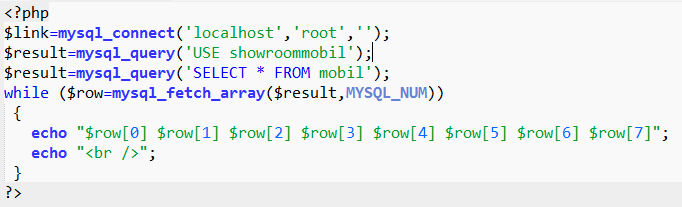 <?php
$link=mysql_connect('localhost','root','');
$result=mysql_query('USE showroommobil');
$result=mysql_query('SELECT * FROM mobil');
while ($row=mysql_fetch_array($result,MYSQL_NUM))
 {
   echo "$row[0] $row[1] $row[2] $row[3] $row[4] $row[5] $row[6] $row[7]";
   echo "<br />";
 }
?>